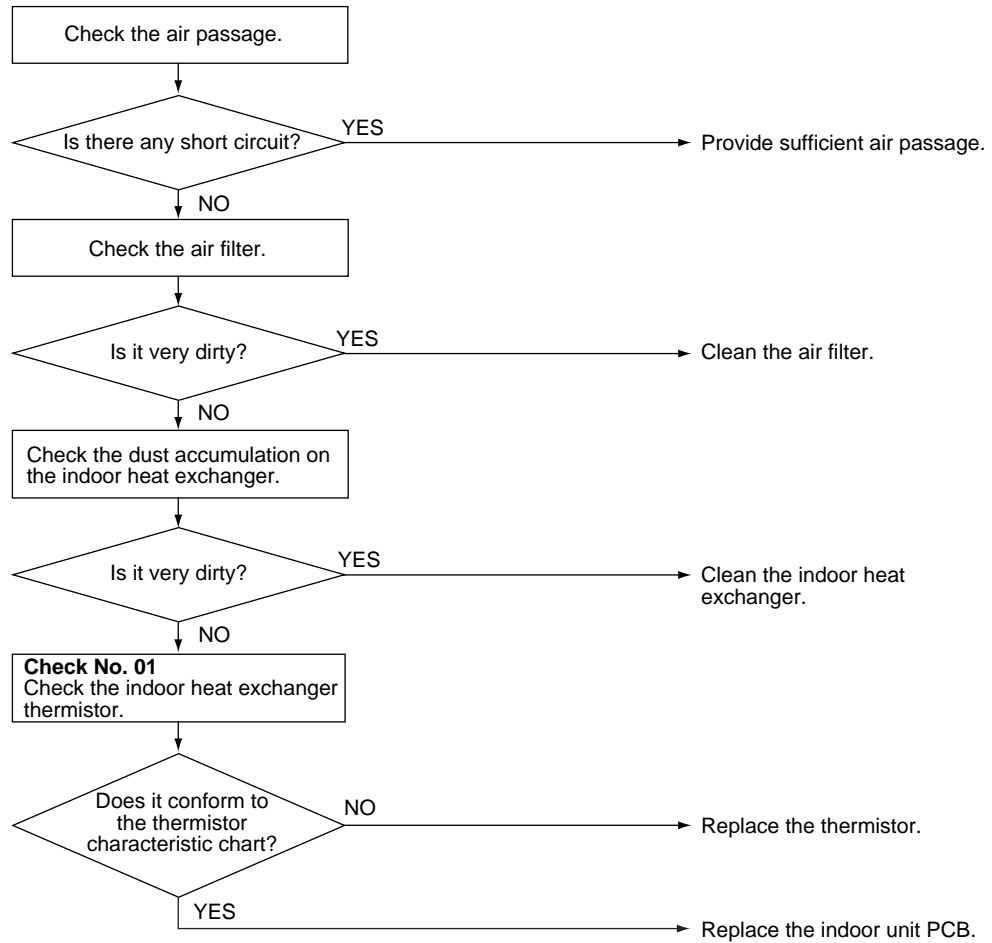 Check the air passage.
Is there any short circuit?
YES
Provide sufficient air passage.
NO
Check the air filter.
Is it very dirty?
YES
Clean the air filter.
NO
Check the dust accumulation on
the indoor heat exchanger.
Is it very dirty?
YES
Clean the indoor heat
exchanger.
NO
Check No. 01
Check the indoor heat exchanger
thermistor.
Does it conform to
the thermistor
characteristic chart?
NO
Replace the thermistor.
YES
Replace the indoor unit PCB.